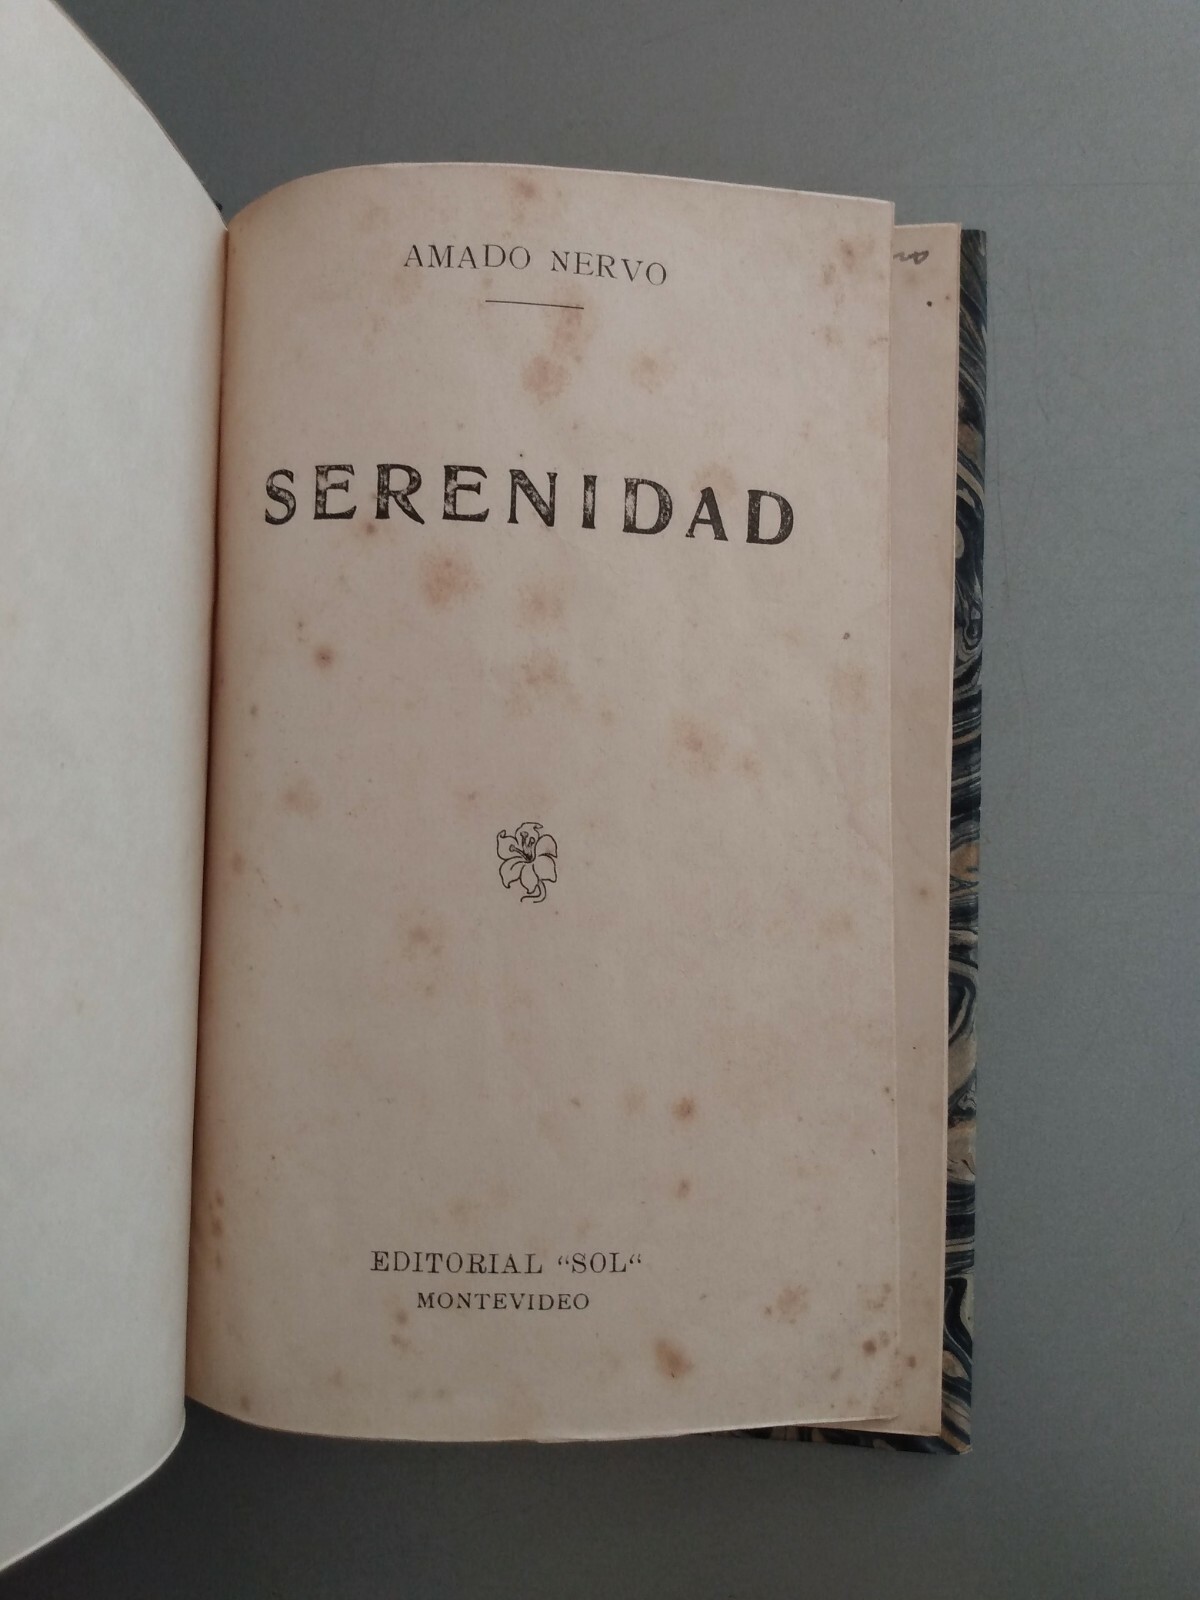 AMADO NERVO
SERENIDAD
EDITORIAL “SOL“
MONTEVIDEO